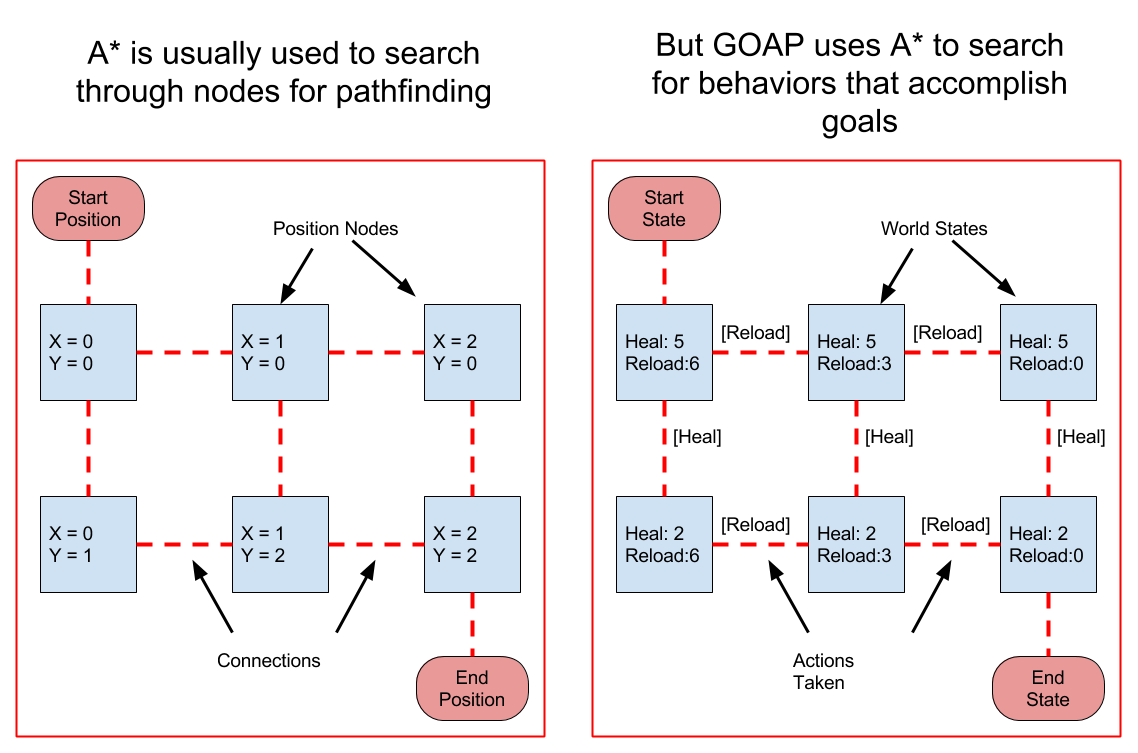 A* is usually used to search
through nodes for pathfinding
Start
Position
Position Nodes
X = 0
Y = 0
X = 1
Y = 0
X = 2
Y = 0
X = 0
Y = 1
X = 1
Y = 2
X = 2
Y = 2
Connections
End
Position
But GOAP uses A* to search
for behaviors that accomplish
goals
Start
State
World States
Heal: 5
Reload:6
[Reload]
Heal: 5
Reload:3
[Reload]
Heal: 5
Reload:0
[Heal]
[Heal]
[Heal]
Heal: 2
Reload:6
[Reload]
Heal: 2
Reload:3
[Reload]
Heal: 2
Reload:0
Actions
Taken
End
State